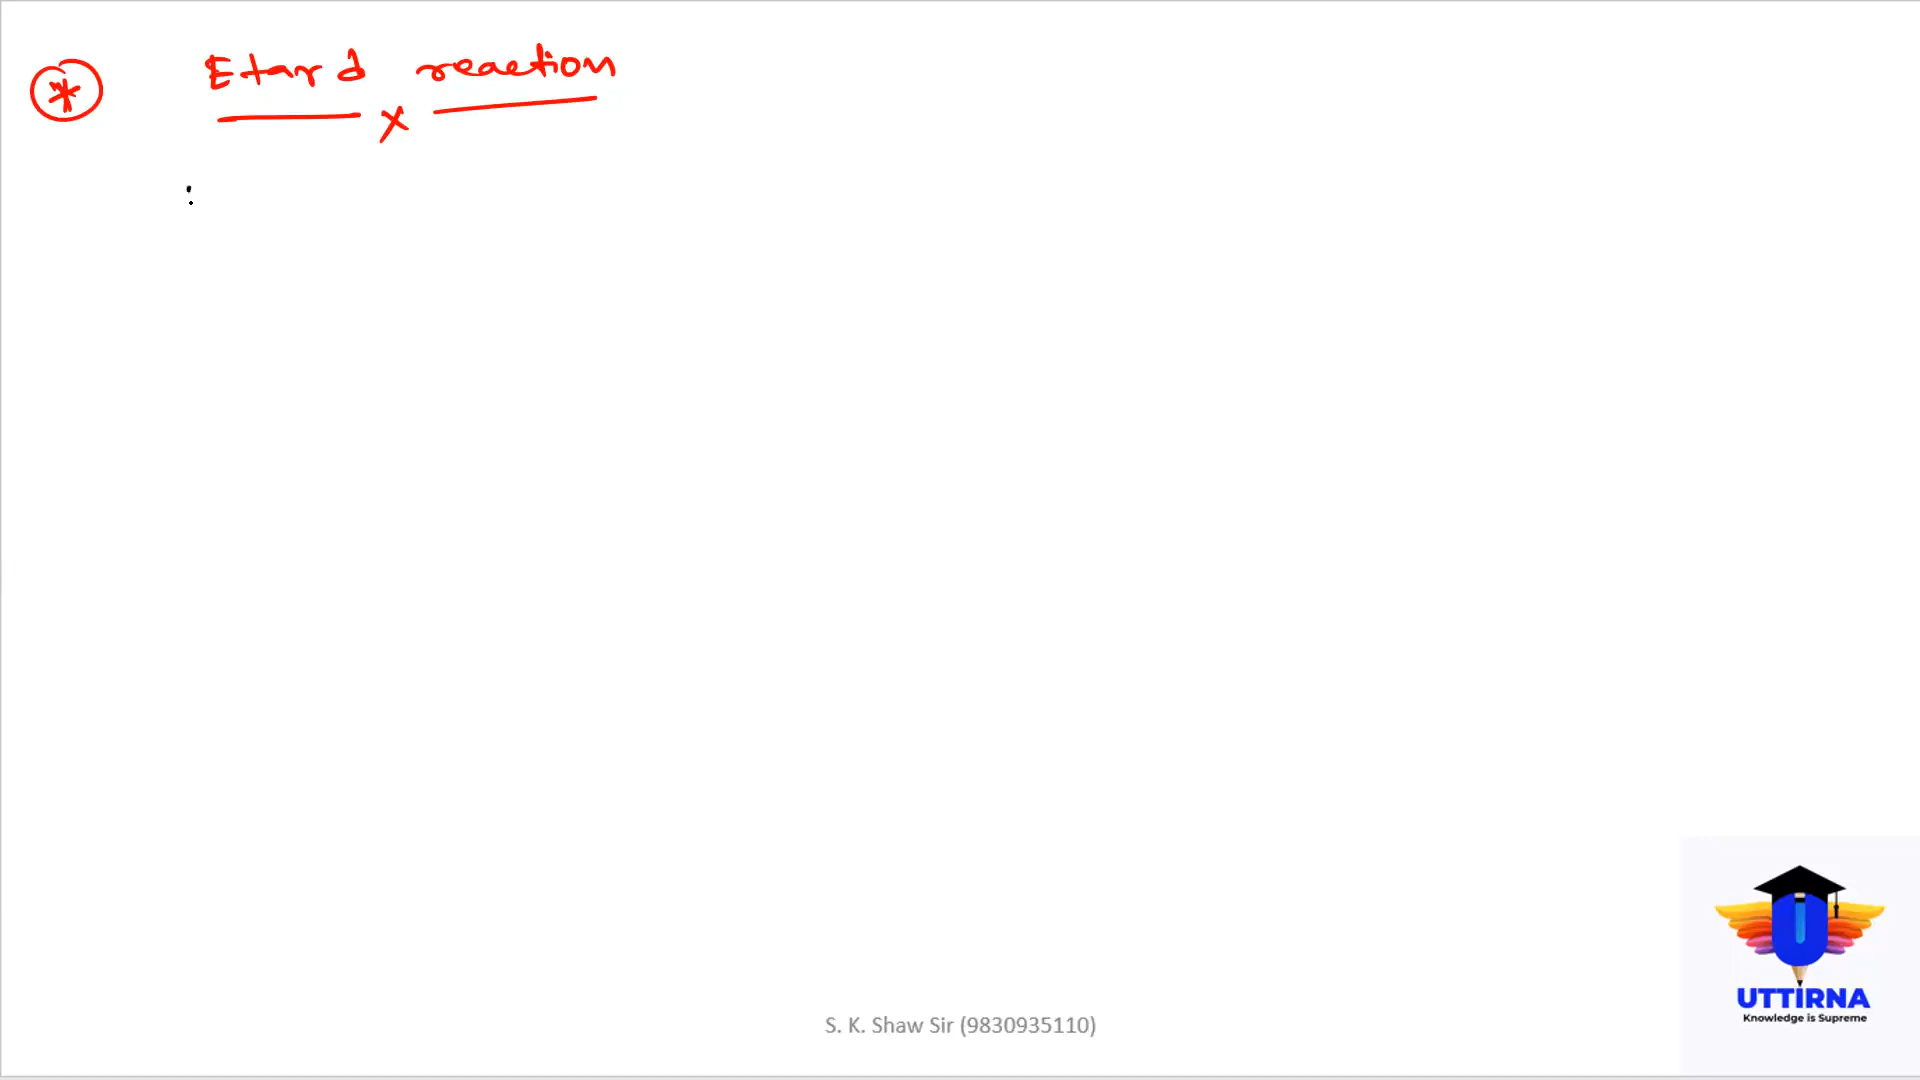 * Etard reaction
x
:
S. K. Shaw Sir (9830935110)
U
UTTIRNA
Knowledge is Supreme